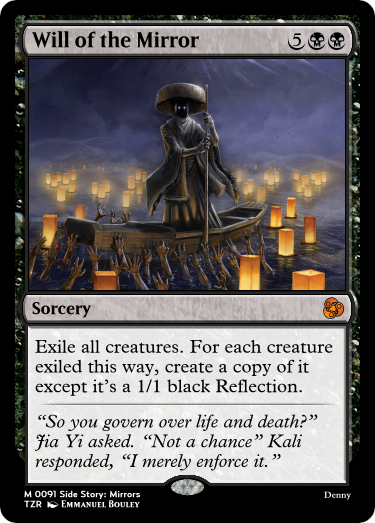 Will of the Mirror 5
Sorcery
Exile all creatures. For each creature
exiled this way, create a copy of it
except it's a 1/1 black Reflection.
“So you govern over life and death?”
Jia Yi asked. “Not a chance” Kali
responded, “I merely enforce it.”
M 0091 Side Story: Mirrors
Denny
TZR Emmanuel Bouley